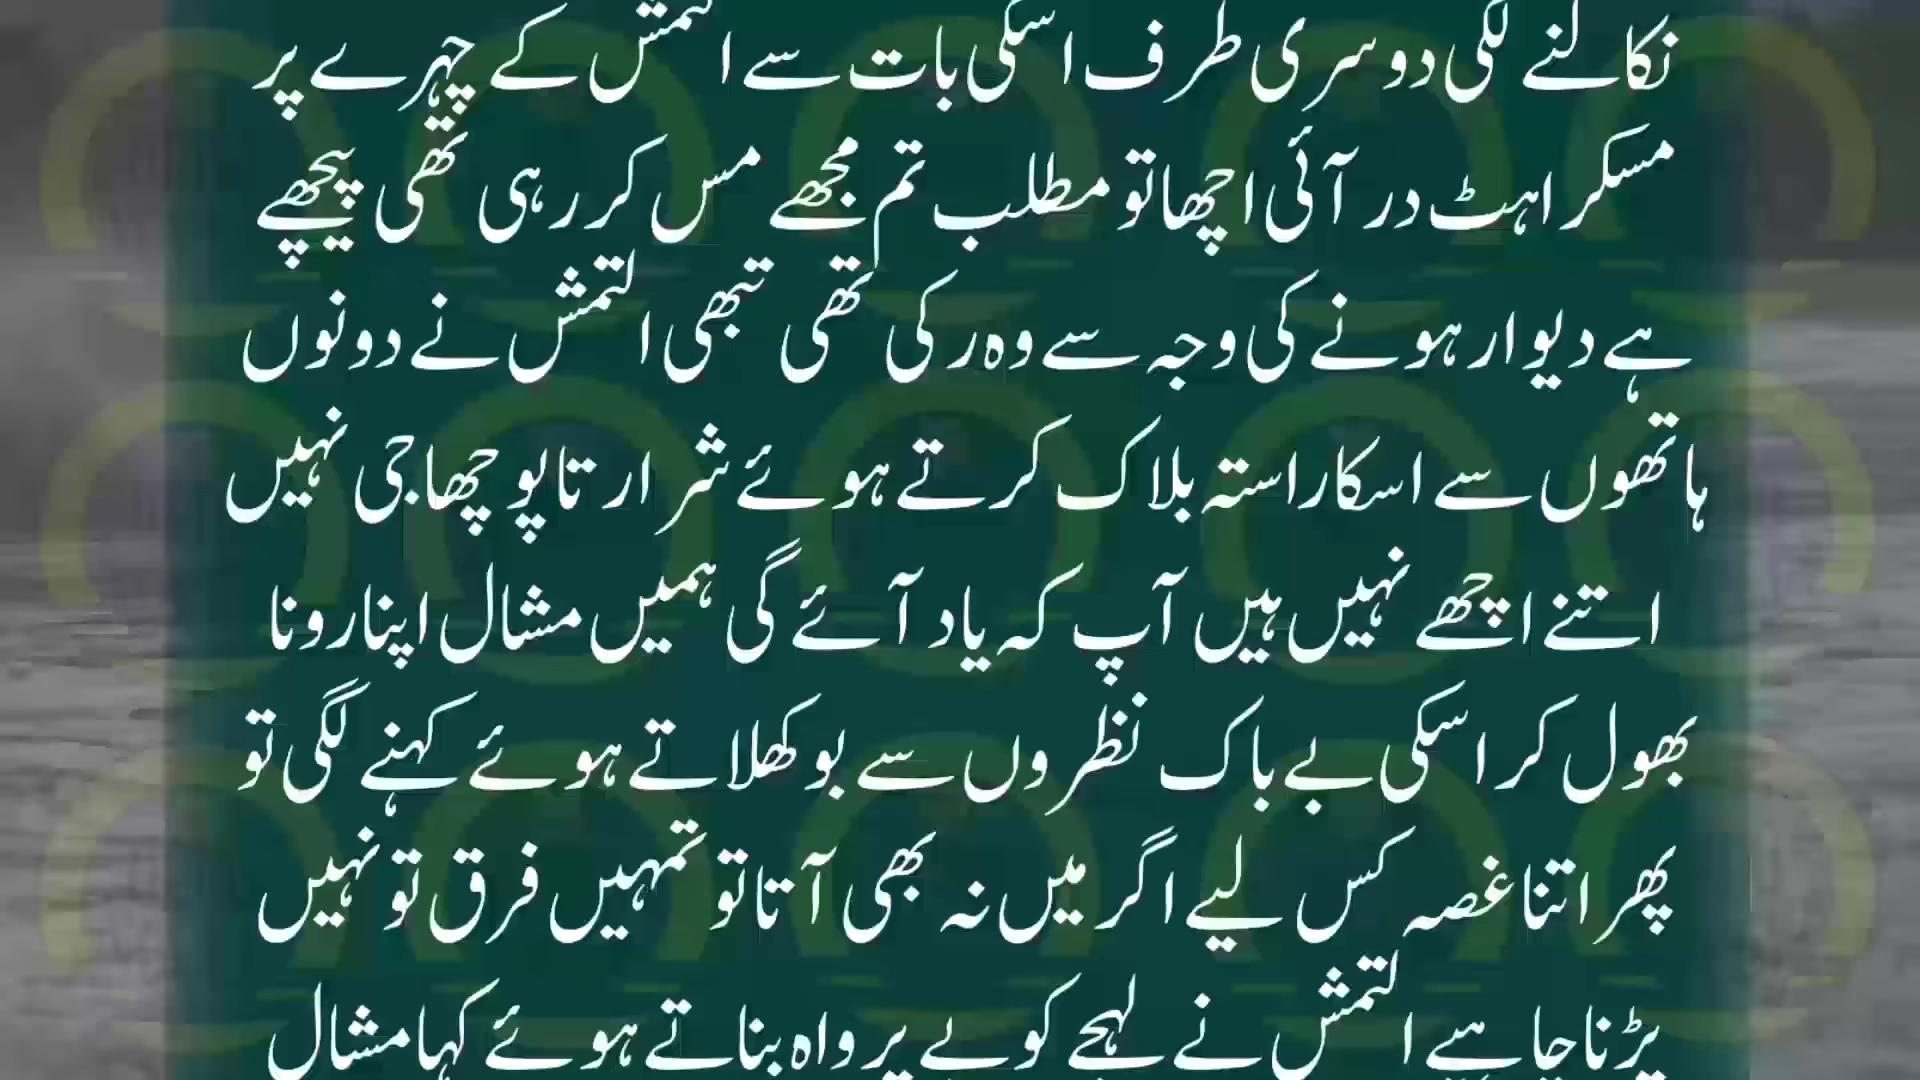 نکالنے لگی دوسری طرف اسکی بات سے التمش کے چہرے پر
مسکراہٹ در آئی اچھا تو مطلب تم مجھے مس کر رہی تھی پیچھے
ہے دیوار ہونے کی وجہ سے وہ رکی تھی تبھی التمش نے دونوں
ہاتھوں سے اسکا راستہ بلاک کرتے ہوئے شرارتا پوچھا جی نہیں
اتنے اچھے نہیں ہیں آپ کہ یاد آئے گی ہمیں مشال اپنا رونا
بھول کر اسکی بے باک نظروں سے بوکھلاتے ہوئے کہنے لگی تو
پھر اتنا غصہ کس لیے اگر میں نہ بھی آتا تو تمہیں فرق تو نہیں
پڑنا چاہیے التمش نے لہجے کو بے پرواہ بناتے ہوئے کہا مشال